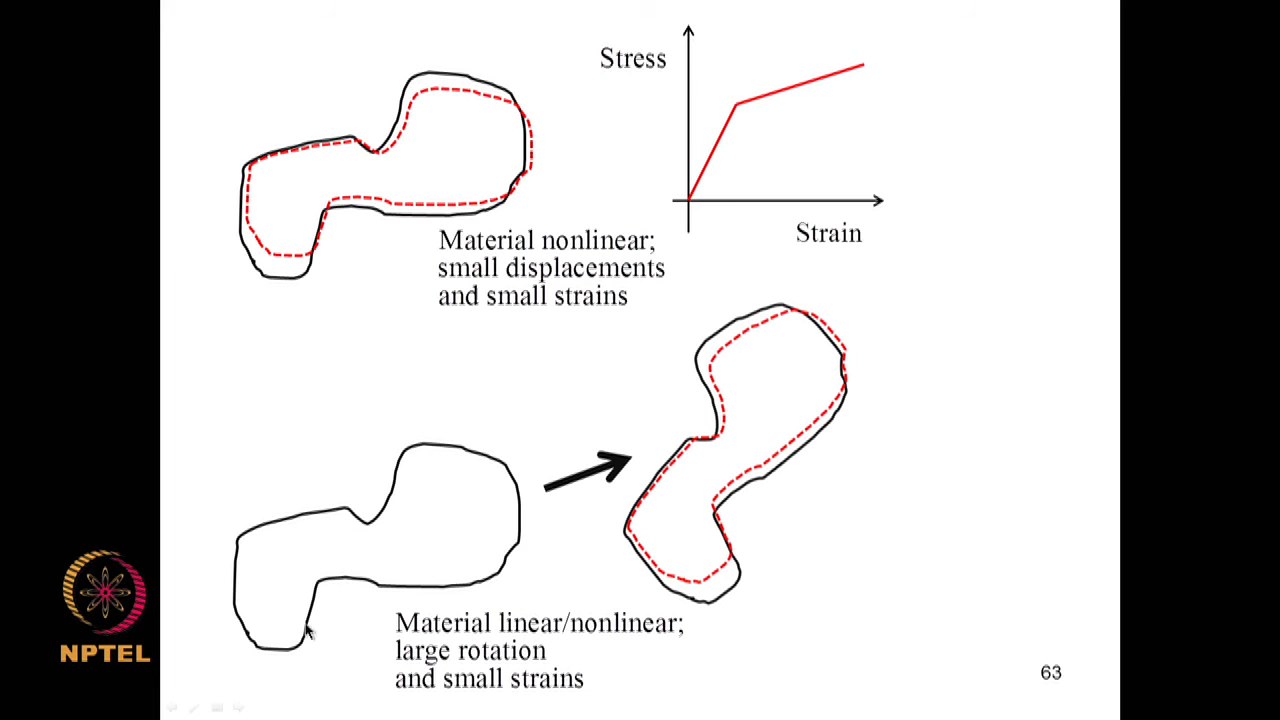 Stress
Strain
Material nonlinear;
small displacements
and small strains
Material linear/nonlinear;
large rotation
and small strains
NPTEL
63